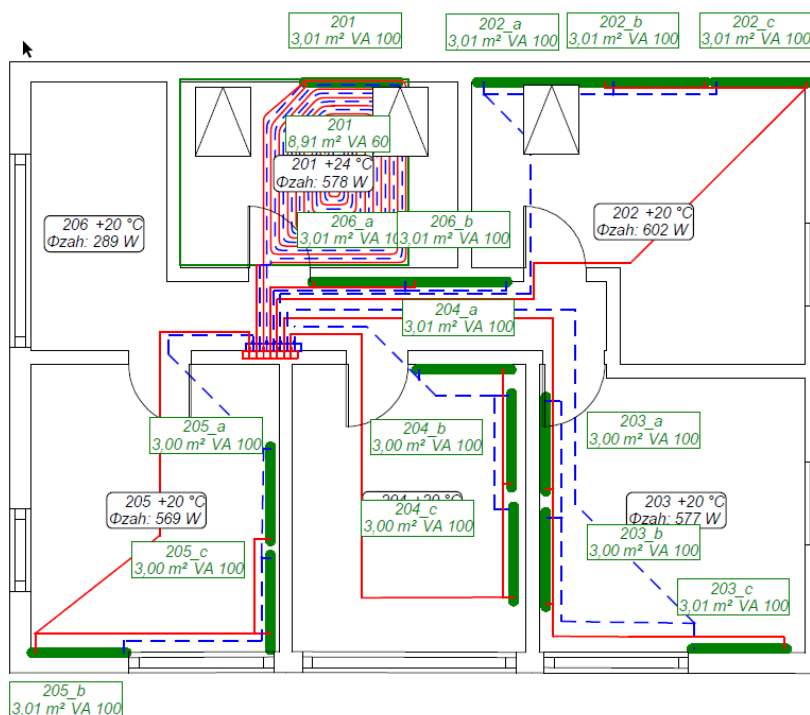 201
3,01 m² VA 100
202_a
3,01 m² VA 100
202_b
3,01 m² VA 100
202_c
3,01 m² VA 100
201
8,91 m² VA 60
201 +24 °C
Φzah: 578 W
206 +20 °C
Φzah: 289 W
206_a
3,01 m² VA
206_b
3,01 m² VA 100
202 +20 °C
Φzah: 602 W
204_a
3,01 m² VA 100
205_a
3,00 m² VA 100
204_b
3,00 m² VA 100
203_a
3,00 m² VA 100
205 +20 °C
Φzah: 569 W
204_c
3,00 m² VA 100
203 +20 °C
Φzah: 577 W
203_b
3,00 m² VA 100
205_c
3,00 m² VA 100
203_c
3,01 m² VA 100
205_b
3,01 m² VA 100